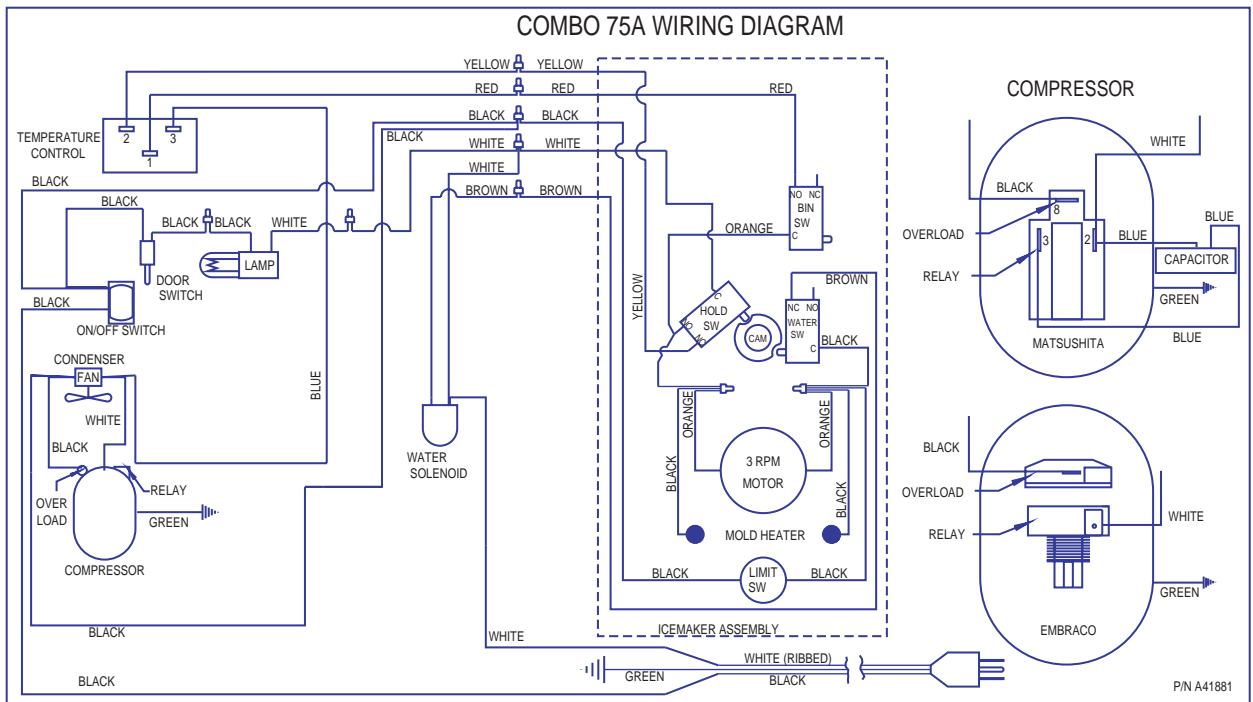 COMBO 75A WIRING DIAGRAM
YELLOW YELLOW
RED RED RED
BLACK BLACK
BLACK
WHITE WHITE
WHITE
BROWN BROWN
TEMPERATURE
CONTROL
2 3
1
BLACK
BLACK
BLACK BLACK
WHITE
LAMP
DOOR
SWITCH
BLACK
ON/OFF SWITCH
CONDENSER
FAN
WHITE
BLACK
BLUE
OVER
LOAD
RELAY
GREEN
COMPRESSOR
BLACK
BLACK
WATER
SOLENOID
WHITE
NO NC
BIN
SW
C
ORANGE
YELLOW
C
HOLD
SW
NO
NC
CAM
BROWN
NC NO
WATER
SW
C
BLACK
ORANGE
ORANGE
BLACK
BLACK
3 RPM
MOTOR
MOLD HEATER
BLACK
LIMIT
SW
BLACK
ICEMAKER ASSEMBLY
GREEN
WHITE (RIBBED)
BLACK
COMPRESSOR
WHITE
BLACK
8
OVERLOAD
3 2
RELAY
BLUE
BLUE
CAPACITOR
GREEN
BLUE
MATSUSHITA
BLACK
OVERLOAD
RELAY
WHITE
GREEN
EMBRACO
P/N A41881